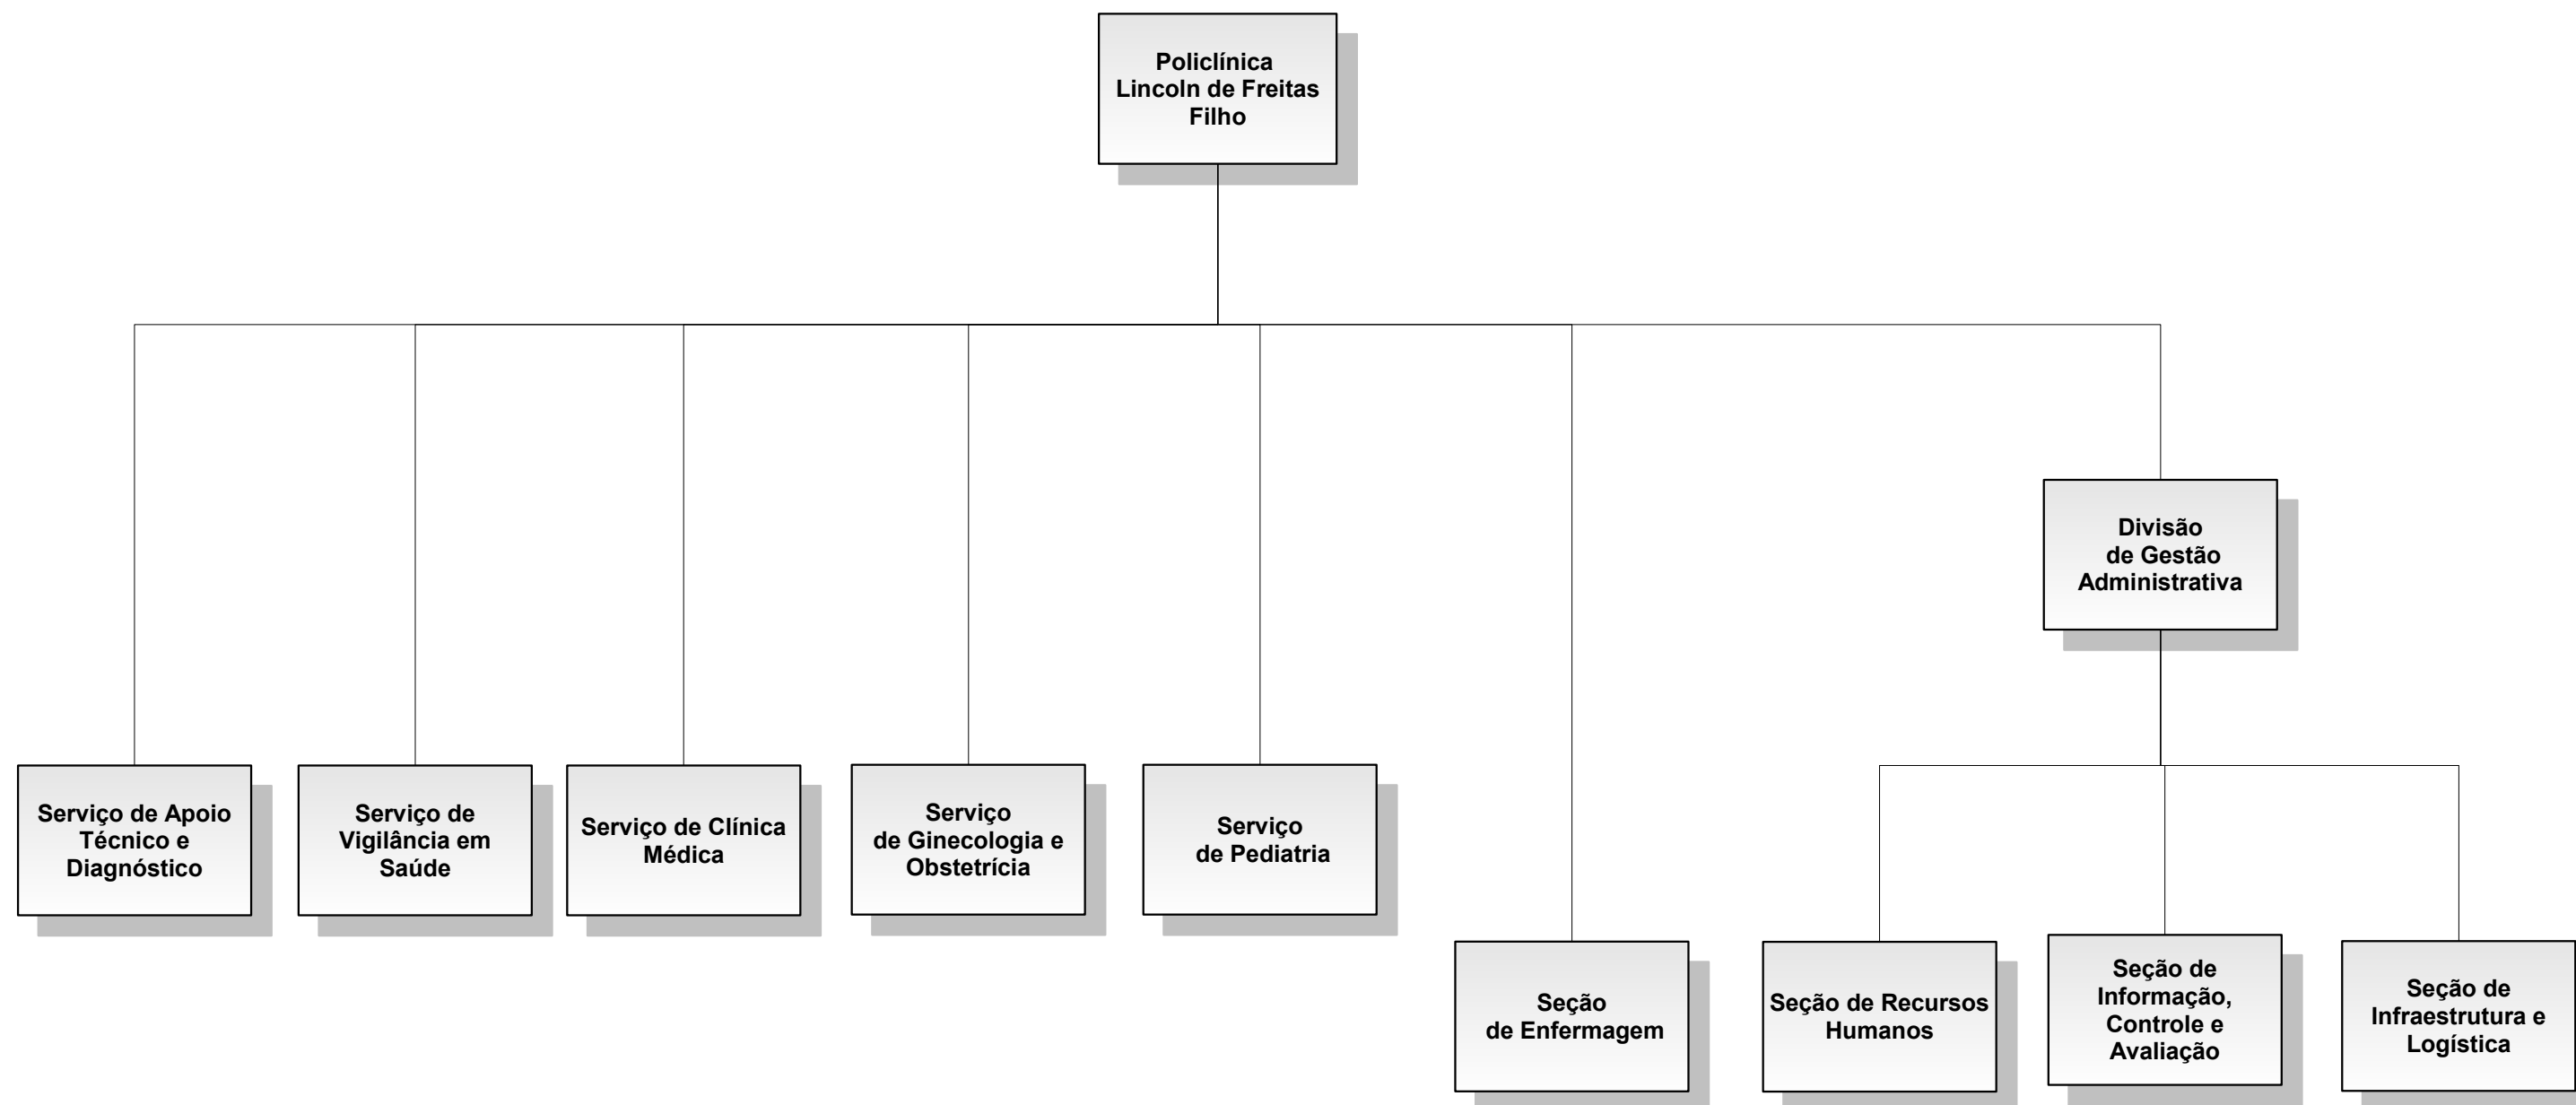 Policlínica
Lincoln de Freitas
Filho
Divisão
de Gestão
Administrativa
Serviço de Apoio
Técnico e
Diagnóstico
Serviço de
Vigilância em
Saúde
Serviço de Clínica
Médica
Serviço
de Ginecologia e
Obstetrícia
Serviço
de Pediatria
Seção
de Enfermagem
Seção de Recursos
Humanos
Seção de
Informação,
Controle e
Avaliação
Seção de
Infraestrutura e
Logística